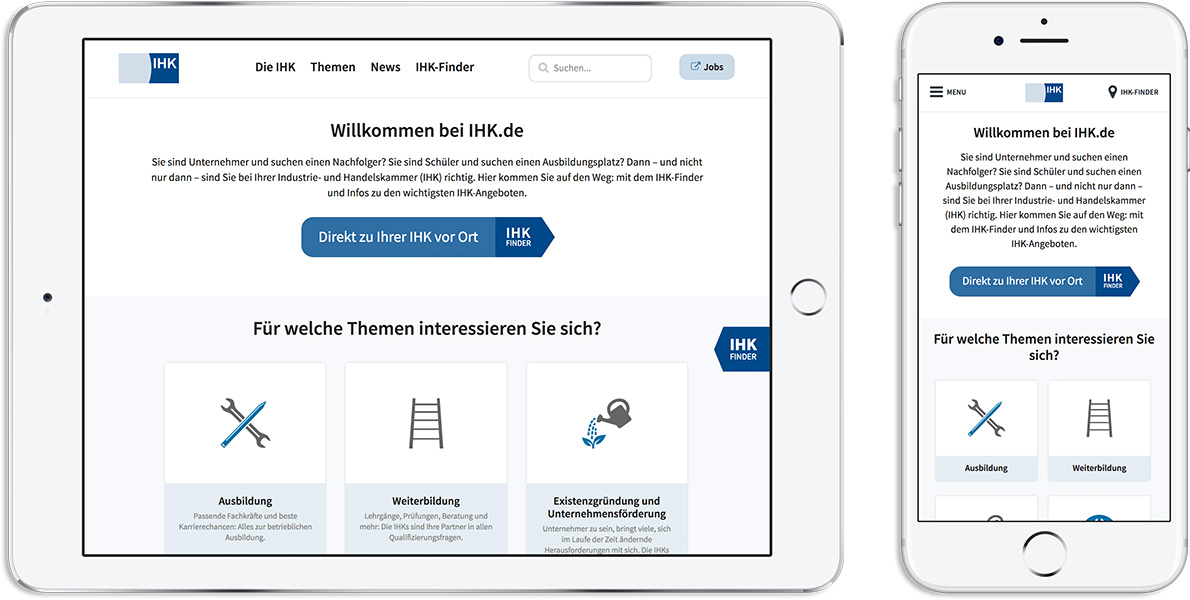 IHK
Die IHK Themen News IHK-Finder
Suchen...
Jobs
Willkommen bei IHK.de
Sie sind Unternehmer und suchen einen Nachfolger? Sie sind Schüler und suchen einen Ausbildungsplatz? Dann – und nicht
nur dann – sind Sie bei Ihrer Industrie- und Handelskammer (IHK) richtig. Hier kommen Sie auf den Weg: mit dem IHK-Finder
und Infos zu den wichtigsten IHK-Angeboten.
Direkt zu Ihrer IHK vor Ort
IHK
FINDER
Für welche Themen interessieren Sie sich?
IHK
FINDER
Ausbildung
Passende Fachkräfte und beste
Karrierechancen: Alles zur betrieblichen
Ausbildung.
Weiterbildung
Lehrgänge, Prüfungen, Beratung und
mehr: Die IHKs sind Ihre Partner in allen
Qualifizierungsfragen.
Existenzgründung und
Unternehmensförderung
Unternehmer zu sein, bringt viele, sich
im Laufe der Zeit ändernde
Herausforderungen mit sich. Die IHKs
MENU
IHK
IHK-FINDER
Willkommen bei IHK.de
Sie sind Unternehmer und suchen einen
Nachfolger? Sie sind Schüler und suchen einen
Ausbildungsplatz? Dann – und nicht nur dann –
sind Sie bei Ihrer Industrie- und Handelskammer
(IHK) richtig. Hier kommen Sie auf den Weg: mit
dem IHK-Finder und Infos zu den wichtigsten
IHK-Angeboten.
Direkt zu Ihrer IHK vor Ort
IHK
FINDER
Für welche Themen interessieren Sie
sich?
Ausbildung
Weiterbildung